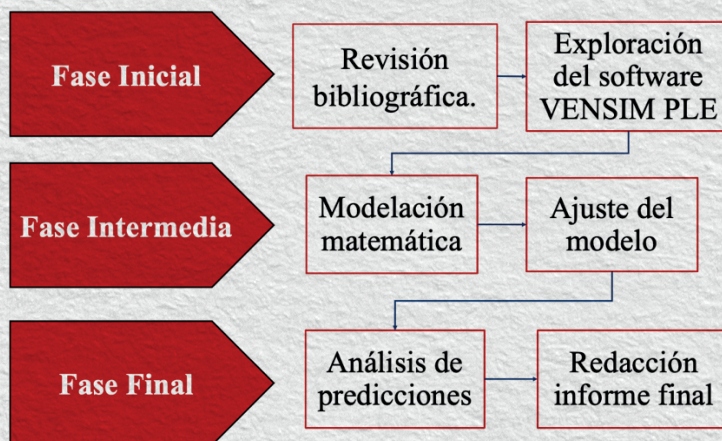 Fase Inicial
Revisión
bibliográfica.
Exploración
del software
VENSIM PLE
Fase Intermedia
Modelación
matemática
Ajuste del
modelo
Fase Final
Análisis de
predicciones
Redacción
informe final